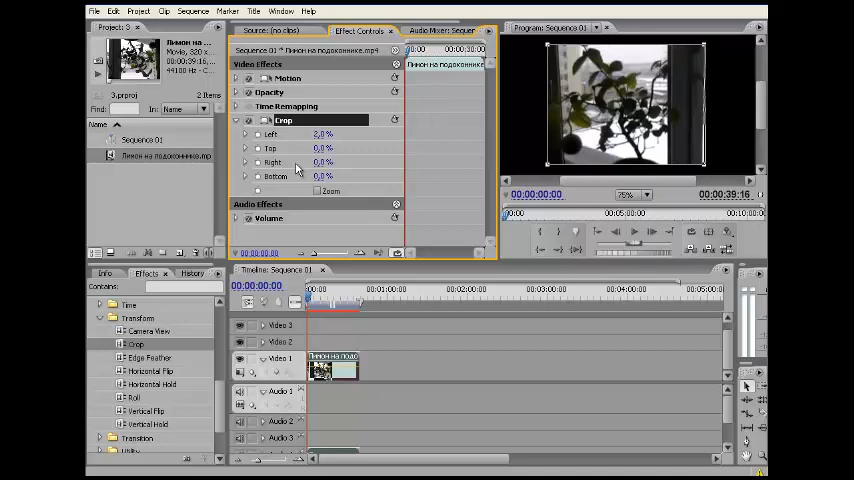 File Edit Project Clip Sequence Marker Title Window Help
Project: 3
Лимон на ...
Movie, 320 x
00:00:39:16,
44100 Hz - C
3.prproj 2 Items
Find: In: Name
Name
Sequence 01
Лимон на подоконнике.mp
Source: (no clips) Effect Controls Audio Mixer: Sequen
Sequence 01 * Лимон на подоконнике.mp4
00:00 00:00:30:00
Video Effects
Лимон на подоконнике
Motion
Opacity
Time Remapping
Crop
Left 2,0 %
Top 0,0 %
Right 0,0 %
Bottom 0,0 %
Zoom
Audio Effects
Volume
00:00:00:00
Program: Sequence 01
75%
00:00:00:00 00:00:39:16
00:00 00:05:00:00 00:10:00:0
Info Effects History
Contains:
Time
Transform
Camera View
Crop
Edge Feather
Horizontal Flip
Horizontal Hold
Roll
Vertical Flip
Vertical Hold
Transition
Utility
Timeline: Sequence 01
00:00:00:00
00:00 00:01:00:00 00:02:00:00 00:03:00:00 00:04:00:00 00:05:00:0
Video 3
Video 2
Video 1
Лимон на подо
Audio 1
Audio 2
Audio 3